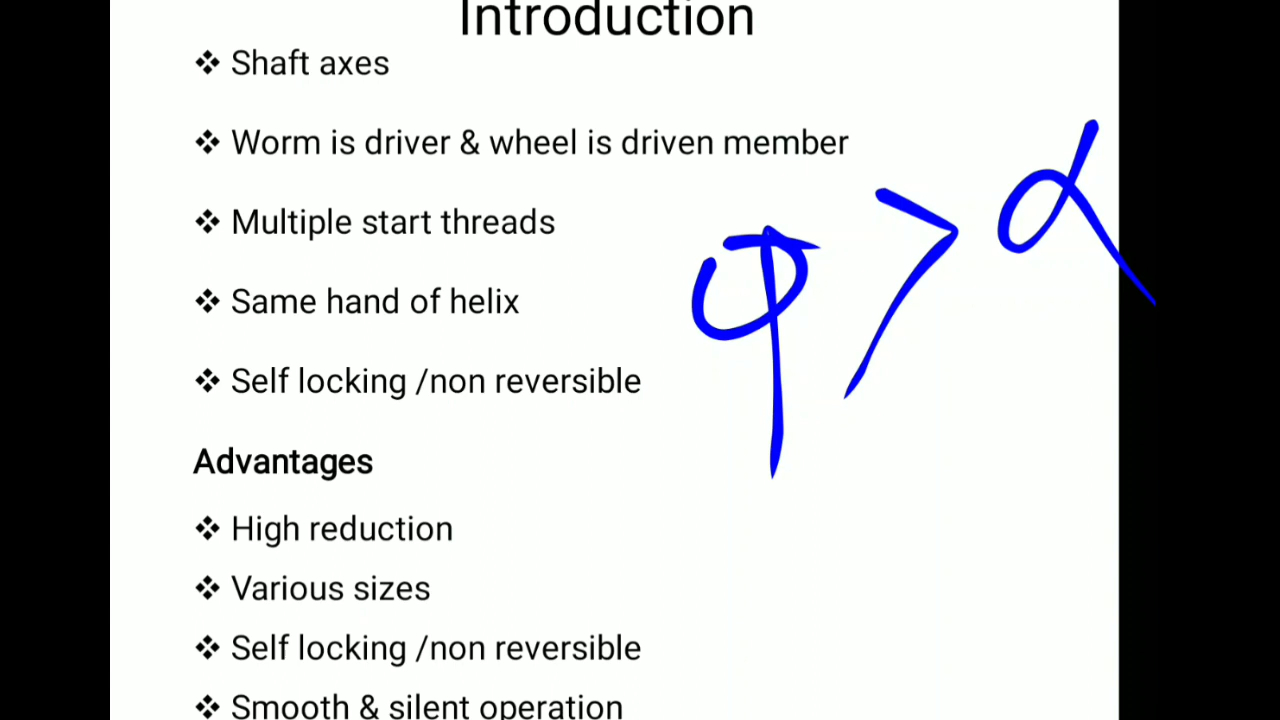 Introduction
❖ Shaft axes
❖ Worm is driver & wheel is driven member
❖ Multiple start threads
❖ Same hand of helix
❖ Self locking /non reversible
φ > α
Advantages
❖ High reduction
❖ Various sizes
❖ Self locking /non reversible
❖ Smooth & silent operation